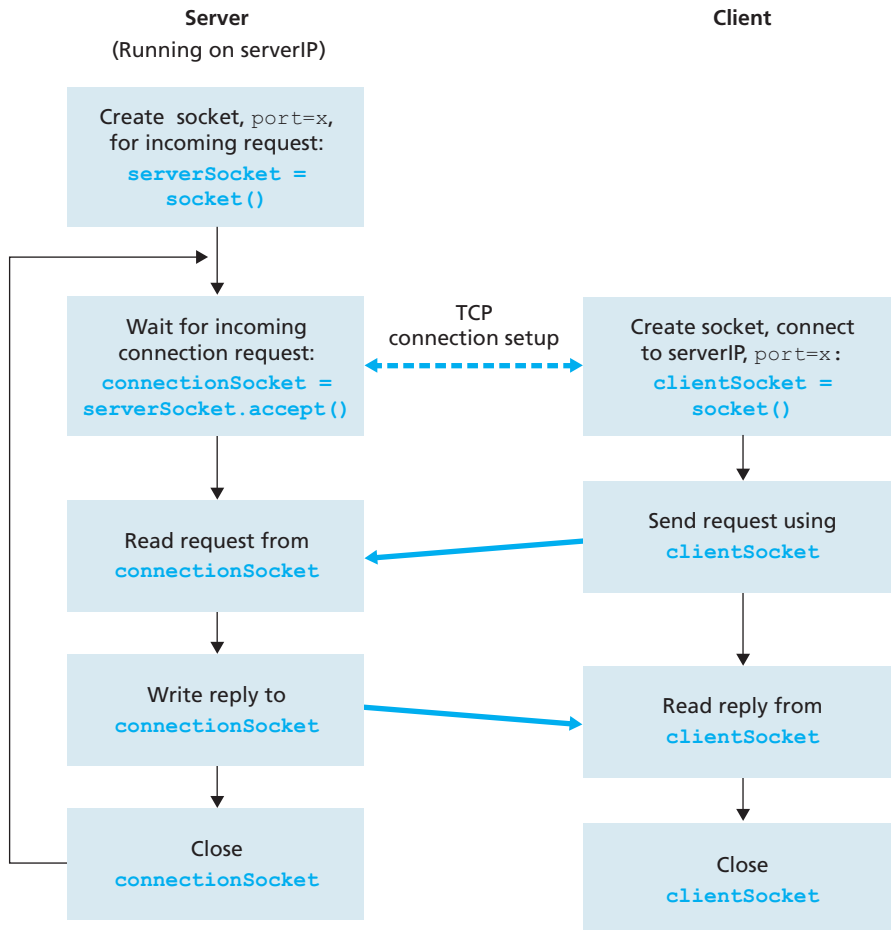 Server
(Running on serverIP)
Create socket, port=x,
for incoming request:
serverSocket =
socket()
Wait for incoming
connection request:
connectionSocket =
serverSocket.accept()
Read request from
connectionSocket
Write reply to
connectionSocket
Close
connectionSocket
TCP
connection setup
Client
Create socket, connect
to serverIP, port=x:
clientSocket =
socket()
Send request using
clientSocket
Read reply from
clientSocket
Close
clientSocket